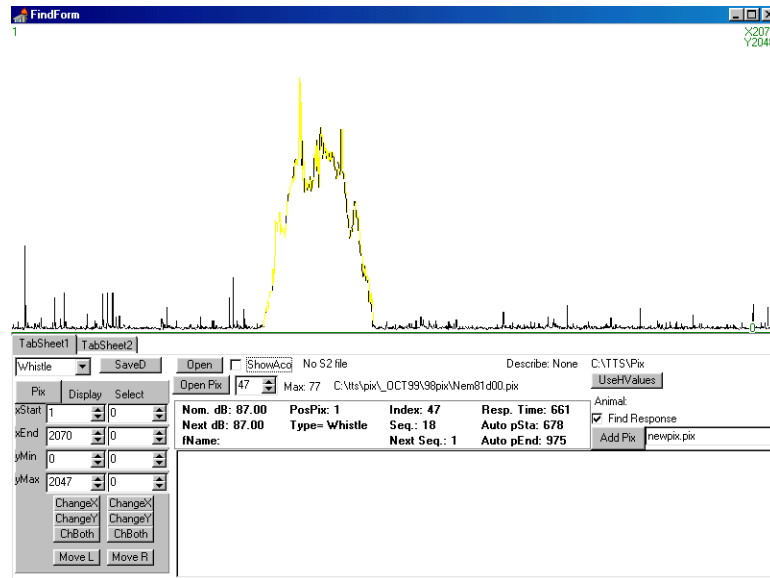 FindForm
1
X207
Y2048
0
TabSheet1 TabSheet2
Whistle SaveD Open ShowAco No S2 file Describe: None C:\TTS\Pix
Open Pix 47 Max: 77 C:\tts\pix\_OCT99\98pix\Nem81d00.pix UseHValues
Pix Display Select Animal:
xStart 1 0 Nom. dB: 87.00 PosPix: 1 Index: 47 Resp. Time: 661 Find Response
xEnd 2070 0 Next dB: 87.00 Type= Whistle Seq.: 18 Auto pSta: 678 Add Pix newpix.pix
fName: Next Seq.: 1 Auto pEnd: 975
yMin 0 0
yMax 2047 0
ChangeX ChangeX
ChangeY ChangeY
ChBoth ChBoth
Move L Move R